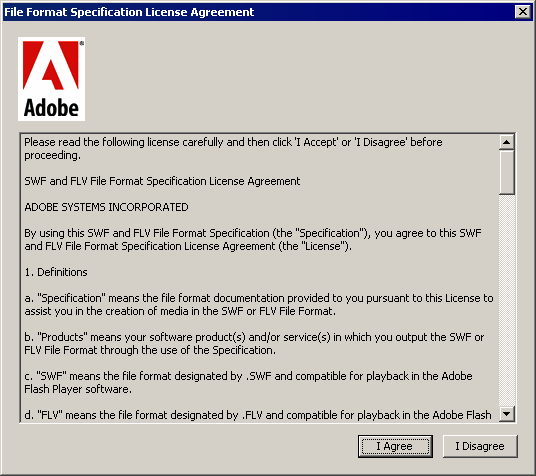 File Format Specification License Agreement
Adobe
Please read the following license carefully and then click 'I Accept' or 'I Disagree' before
proceeding.
SWF and FLV File Format Specification License Agreement
ADOBE SYSTEMS INCORPORATED
By using this SWF and FLV File Format Specification (the "Specification"), you agree to this SWF
and FLV File Format Specification License Agreement (the "License").
1. Definitions
a. "Specification" means the file format documentation provided to you pursuant to this License to
assist you in the creation of media in the SWF or FLV File Format.
b. "Products" means your software product(s) and/or service(s) in which you output the SWF or
FLV File Format through the use of the Specification.
c. "SWF" means the file format designated by .SWF and compatible for playback in the Adobe
Flash Player software.
d. "FLV" means the file format designated by .FLV and compatible for playback in the Adobe Flash
I Agree
I Disagree